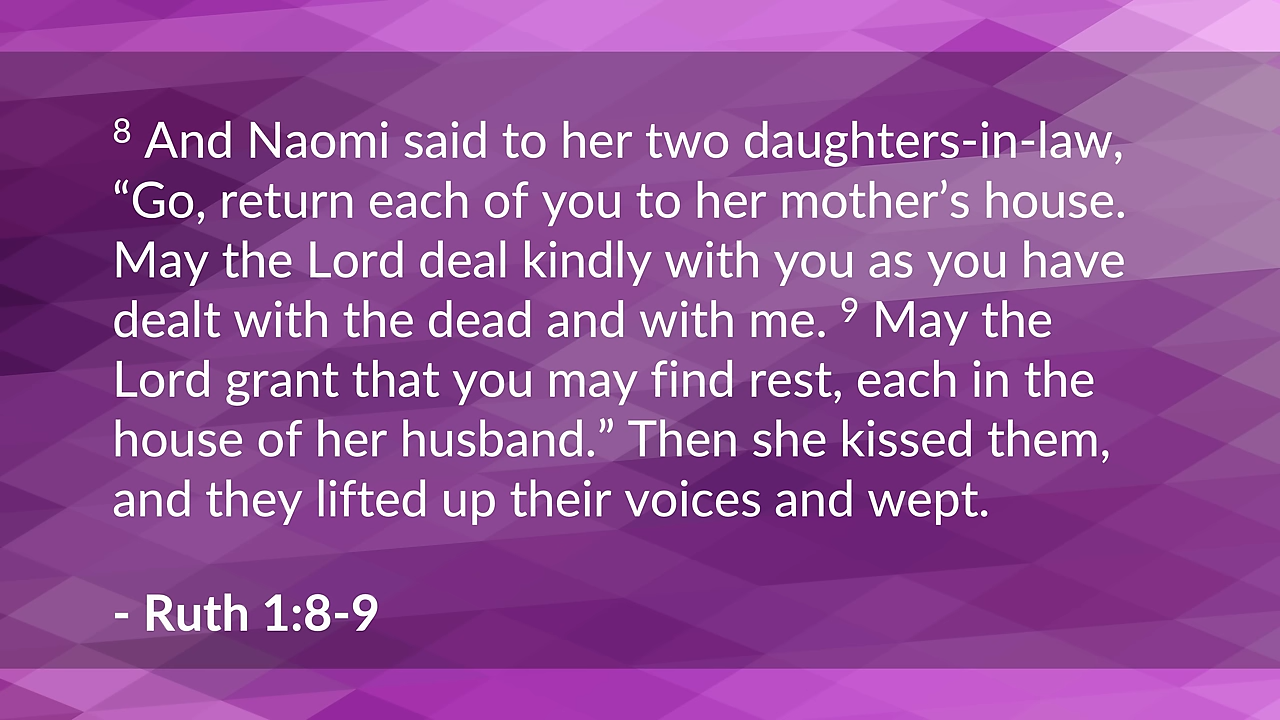 8 And Naomi said to her two daughters-in-law,
“Go, return each of you to her mother’s house.
May the Lord deal kindly with you as you have
dealt with the dead and with me. 9 May the
Lord grant that you may find rest, each in the
house of her husband.” Then she kissed them,
and they lifted up their voices and wept.
- Ruth 1:8-9